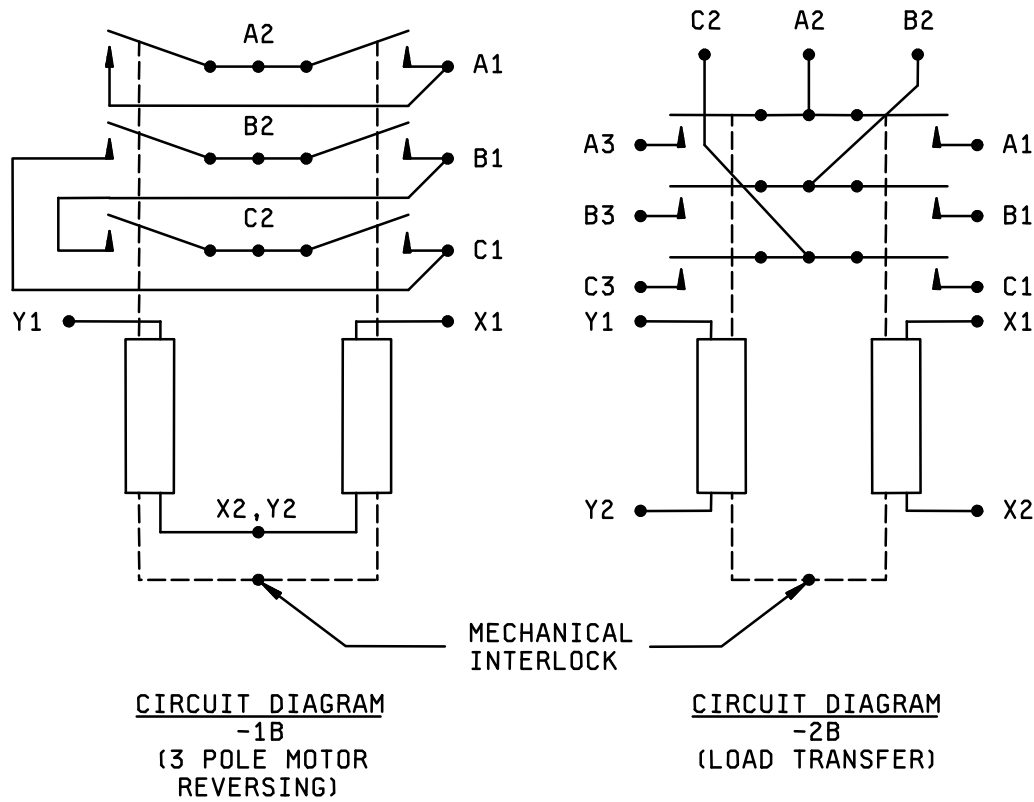 A2
A1
B2
B1
C2
C1
Y1
X1
X2,Y2
C2
A2
B2
A3
A1
B3
B1
C3
C1
Y1
X1
Y2
X2
MECHANICAL
INTERLOCK
CIRCUIT DIAGRAM
-1B
(3 POLE MOTOR
REVERSING)
CIRCUIT DIAGRAM
-2B
(LOAD TRANSFER)